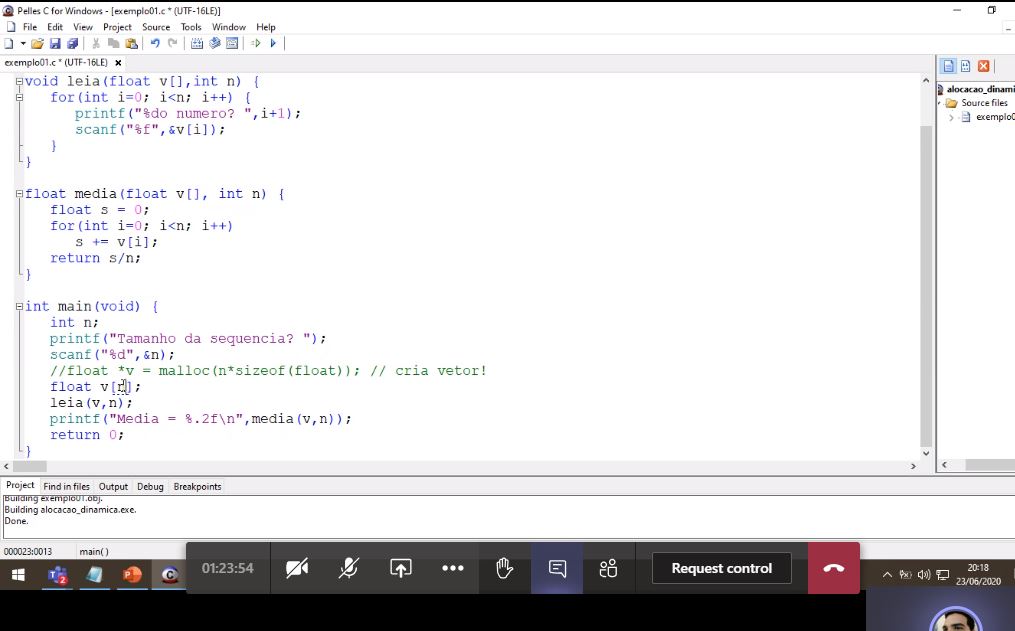 Pelles C for Windows - [exemplo01.c * (UTF-16LE)]
File Edit View Project Source Tools Window Help
exemplo01.c * (UTF-16LE)
void leia(float v[],int n) {
for(int i=0; i<n; i++) {
printf("%do numero? ",i+1);
scanf("%f",&v[i]);
}
}
float media(float v[], int n) {
float s = 0;
for(int i=0; i<n; i++)
s += v[i];
return s/n;
}
int main(void) {
int n;
printf("Tamanho da sequencia? ");
scanf("%d",&n);
//float *v = malloc(n*sizeof(float)); // cria vetor!
float v[n];
leia(v,n);
printf("Media = %.2f\n",media(v,n));
return 0;
}
alocacao_dinami
Source files
exemplo0
Project Find in files Output Debug Breakpoints
Building exemplo01.obj.
Building alocacao_dinamica.exe.
Done.
000023:0013 main( )
01:23:54
Request control
20:18
23/06/2020